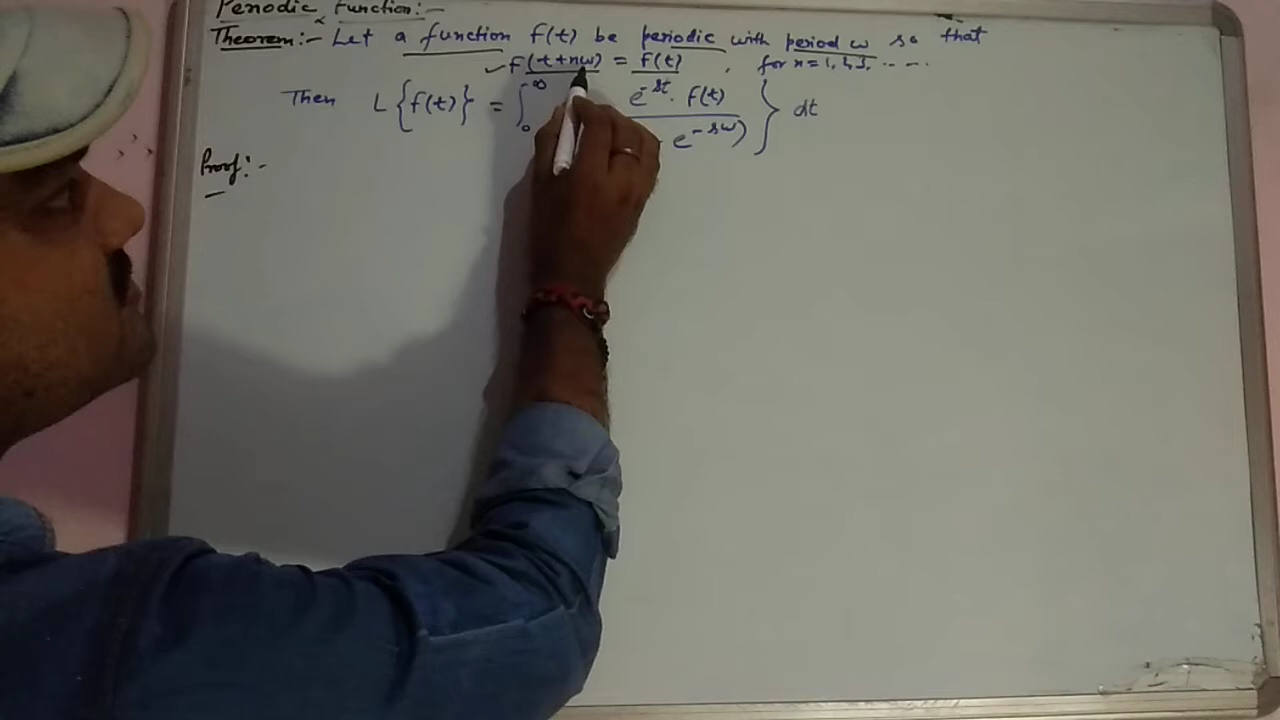 Periodic Function:-
Theorem:- Let a function f(t) be periodic with period ω so that
f(t+nω) = f(t) , for n=1,2,3, .....
Then L{f(t)} = ∫₀^∞ e^-st. f(t) / e^-sω) } dt
Proof:-